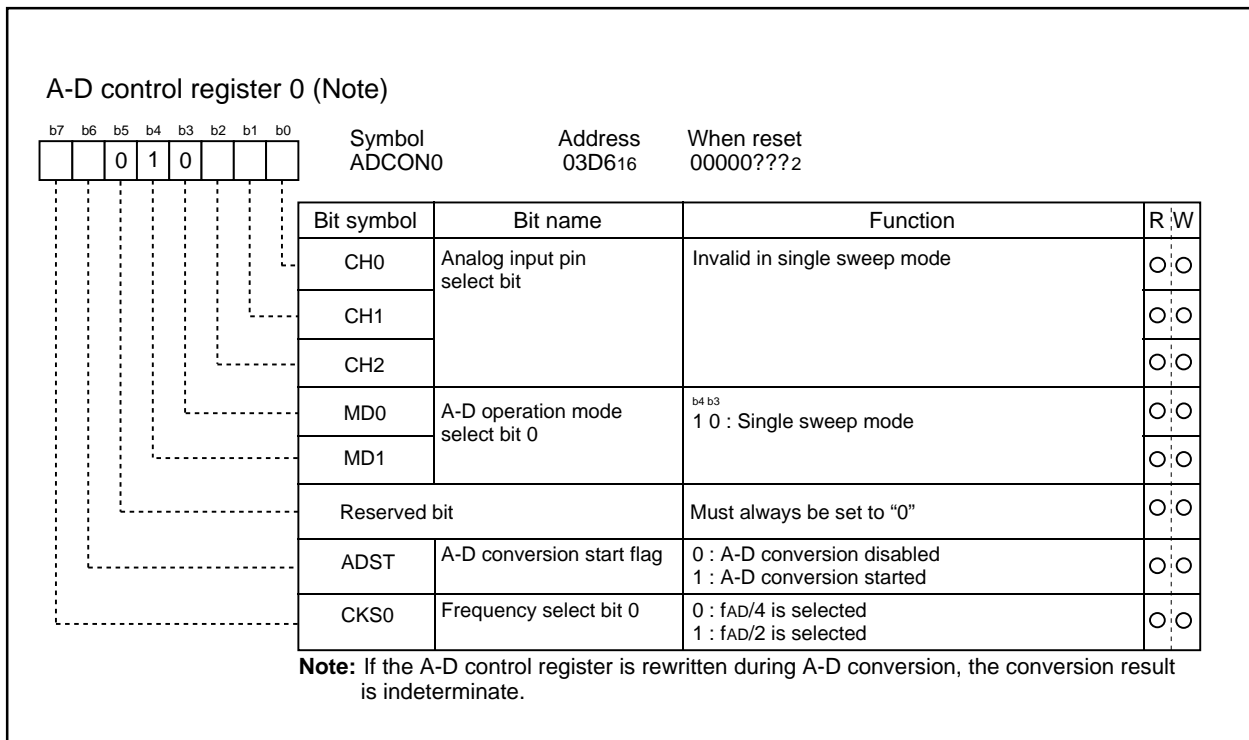 A-D control register 0 (Note)
b7 b6 b5 b4 b3 b2 b1 b0
0 1 0
Symbol Address When reset
ADCON0 03D616 00000???2
Bit symbol Bit name Function R W
CH0 Analog input pin select bit Invalid in single sweep mode O O
CH1 O O
CH2 O O
MD0 A-D operation mode select bit 0 b4 b3 1 0 : Single sweep mode O O
MD1 O O
Reserved bit Must always be set to “0” O O
ADST A-D conversion start flag 0 : A-D conversion disabled O O
1 : A-D conversion started
CKS0 Frequency select bit 0 0 : fAD/4 is selected O O
1 : fAD/2 is selected
Note: If the A-D control register is rewritten during A-D conversion, the conversion result
is indeterminate.